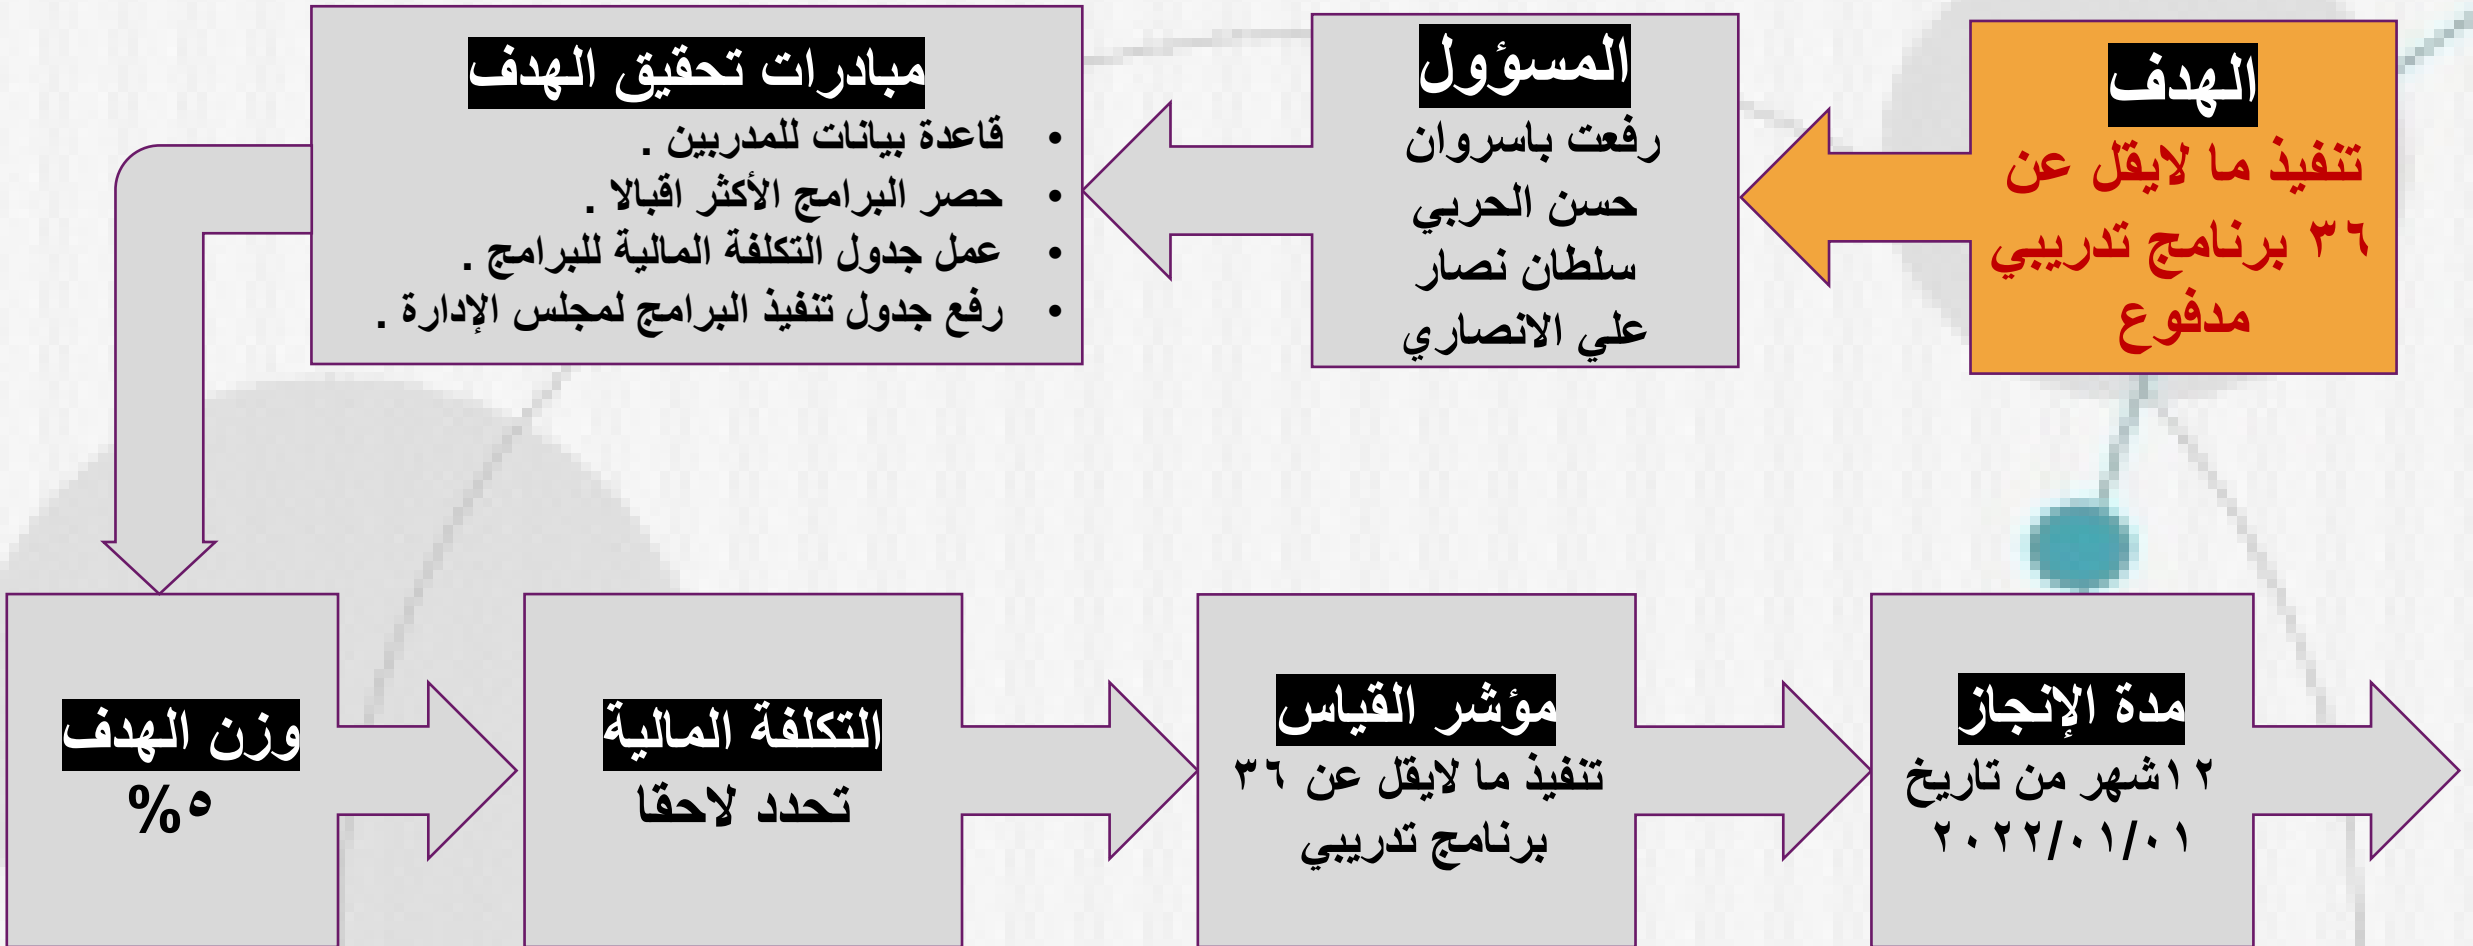 الهدف
تنفيذ ما لايقل عن
٣٦ برنامج تدريبي
مدفوع
المسؤول
رفعت باسروان
حسن الحربي
سلطان نصار
علي الانصاري
مبادرات تحقيق الهدف
• قاعدة بيانات للمدربين .
• حصر البرامج الأكثر اقبالا .
• عمل جدول التكلفة المالية للبرامج .
• رفع جدول تنفيذ البرامج لمجلس الإدارة .
وزن الهدف
٥%
التكلفة المالية
تحدد لاحقا
مؤشر القياس
تنفيذ ما لايقل عن ٣٦
برنامج تدريبي
مدة الإنجاز
١٢شهر من تاريخ
٢٠٢٢/٠١/٠١